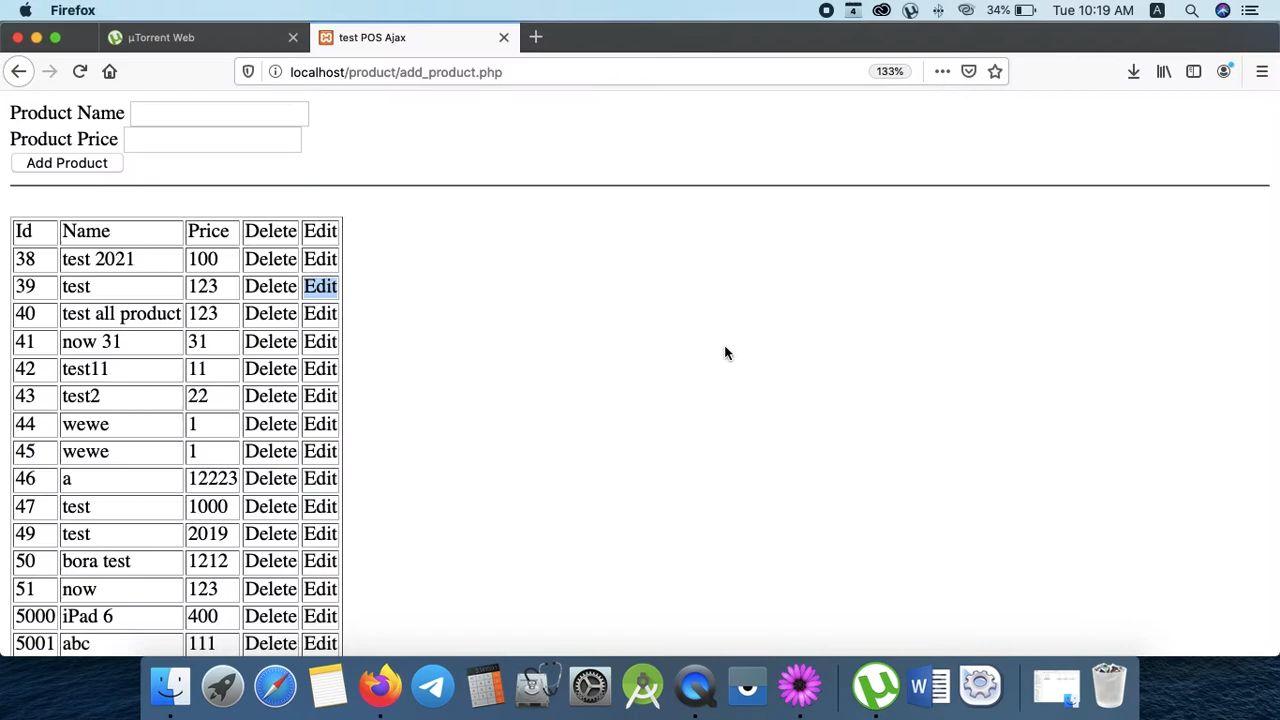 Firefox
4
34%
Tue 10:19 AM
A
µTorrent Web
test POS Ajax
localhost/product/add_product.php
133%
Product Name
Product Price
Add Product
Id Name Price Delete Edit
38 test 2021 100 Delete Edit
39 test 123 Delete Edit
40 test all product 123 Delete Edit
41 now 31 31 Delete Edit
42 test11 11 Delete Edit
43 test2 22 Delete Edit
44 wewe 1 Delete Edit
45 wewe 1 Delete Edit
46 a 12223 Delete Edit
47 test 1000 Delete Edit
49 test 2019 Delete Edit
50 bora test 1212 Delete Edit
51 now 123 Delete Edit
5000 iPad 6 400 Delete Edit
5001 abc 111 Delete Edit
W